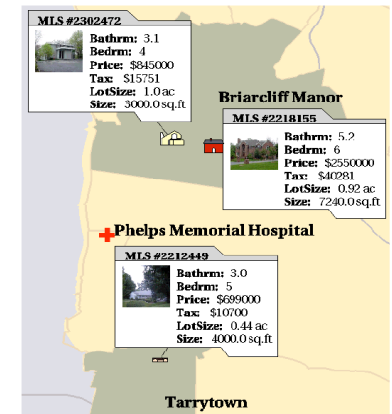 MLS #2302472
Bathrm: 3.1
Bedrm: 4
Price: $845000
Tax: $15751
LotSize: 1.0 ac
Size: 3000.0 sq.ft
Briarcliff Manor
MLS #2218155
Bathrm: 5.2
Bedrm: 6
Price: $2550000
Tax: $40281
LotSize: 0.92 ac
Size: 7240.0 sq.ft
Phelps Memorial Hospital
MLS #2212449
Bathrm: 3.0
Bedrm: 5
Price: $699000
Tax: $10700
LotSize: 0.44 ac
Size: 4000.0 sq.ft
Tarrytown